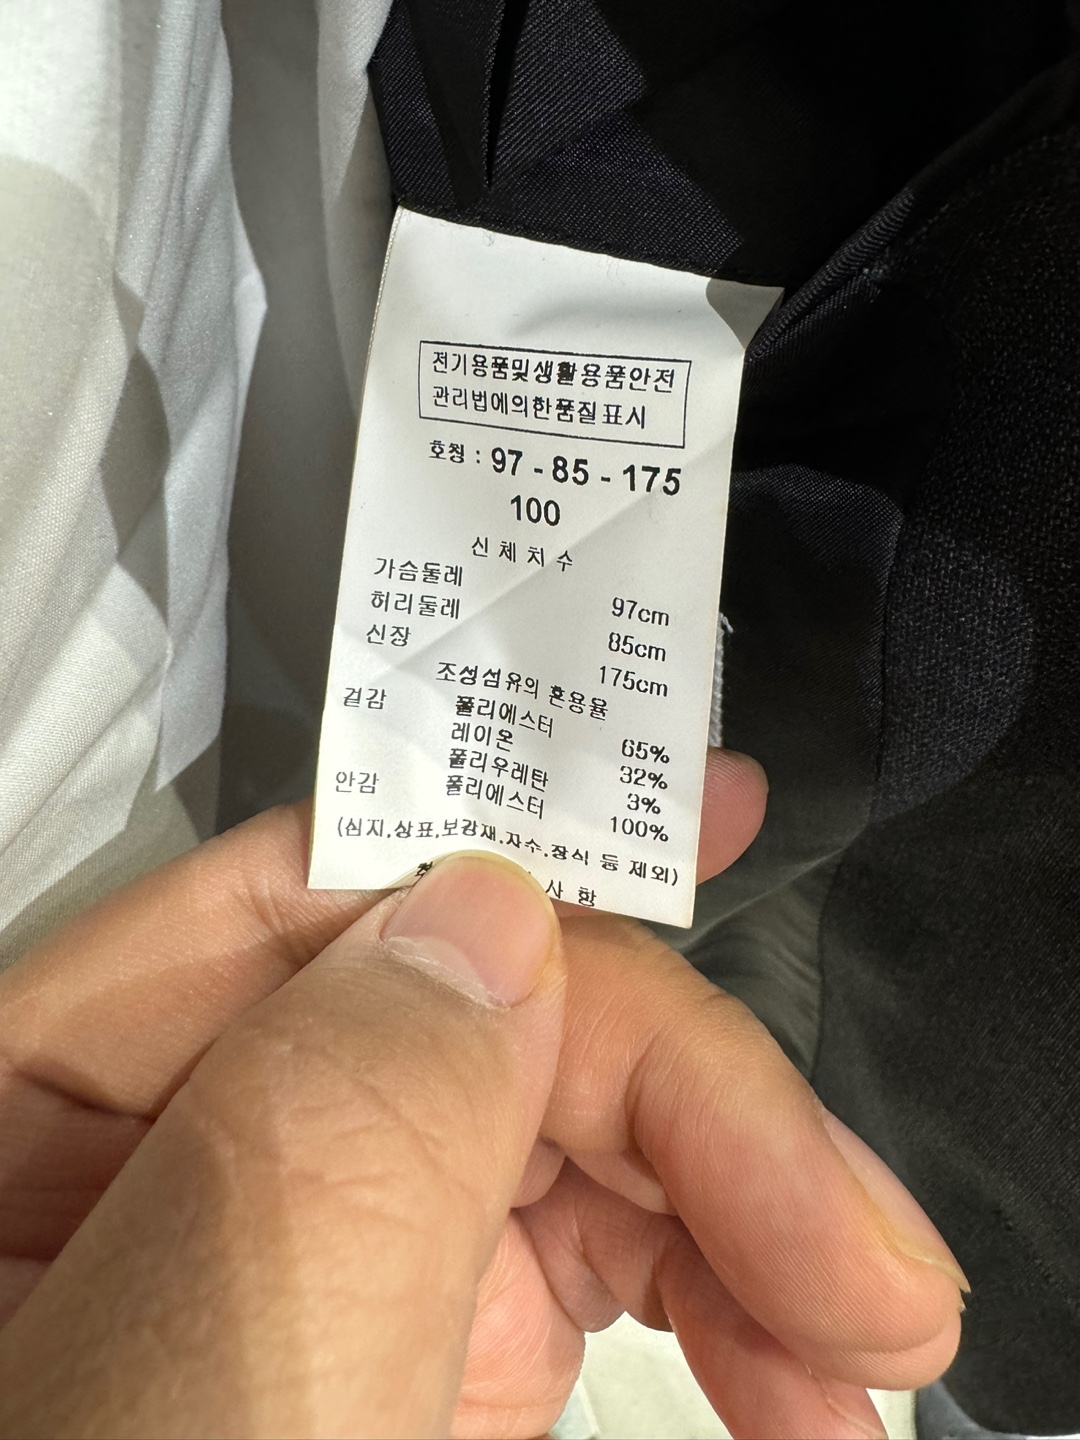 전기용품및생활용품안전
관리법에의한품질표시
호칭 : 97 - 85 - 175
100
신 체 치 수
가슴둘레 97cm
허리둘레 85cm
신장 175cm
조성섬유의 혼용율
겉감 폴리에스터 65%
레이온 32%
폴리우레탄 3%
안감 폴리에스터 100%
(심지,상표,보강재,자수,장식 등 제외)
사 항